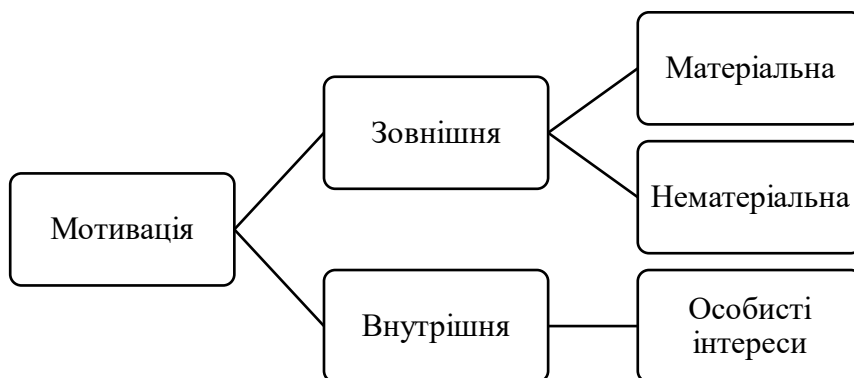 Мотивація
Зовнішня
Матеріальна
Нематеріальна
Внутрішня
Особисті
інтереси